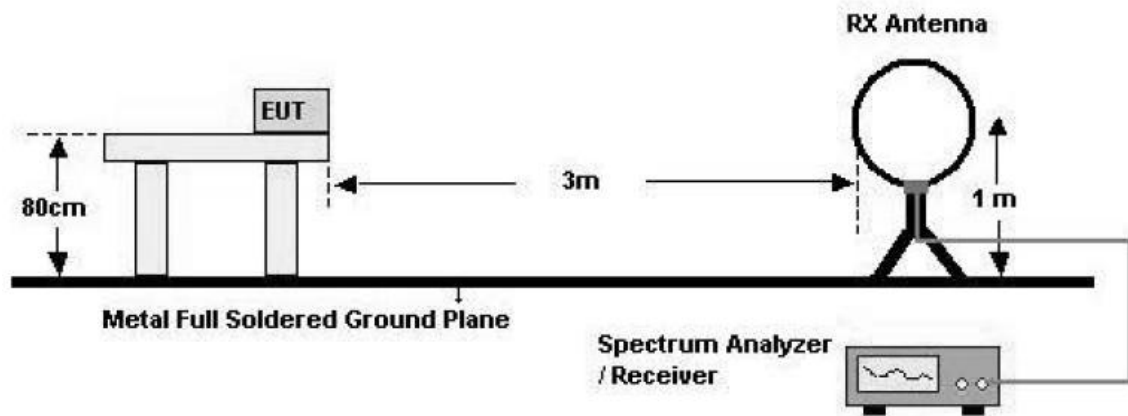 RX Antenna
EUT
3m
80cm
1 m
Metal Full Soldered Ground Plane
Spectrum Analyzer
/ Receiver